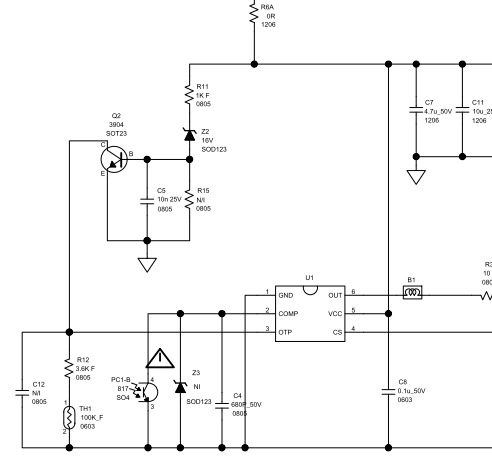 R6A
0R
1206
R11
1K F
0805
Q2
3904
SOT23
C
B
E
Z2
16V
SOD123
C7
4.7u_50V
1206
C11
10u_25
1206
C5
10n 25V
0805
R15
N/I
0805
U1
1
GND
OUT
6
2
COMP
VCC
5
3
OTP
CS
4
B1
R3
10
080
R12
3.6K F
0805
C12
N/I
0805
TH1
100K_F
0603
1
2
PC1-B
817
SO4
4
3
!
Z3
NI
SOD123
C4
680P_50V
0805
C8
0.1u_50V
0603